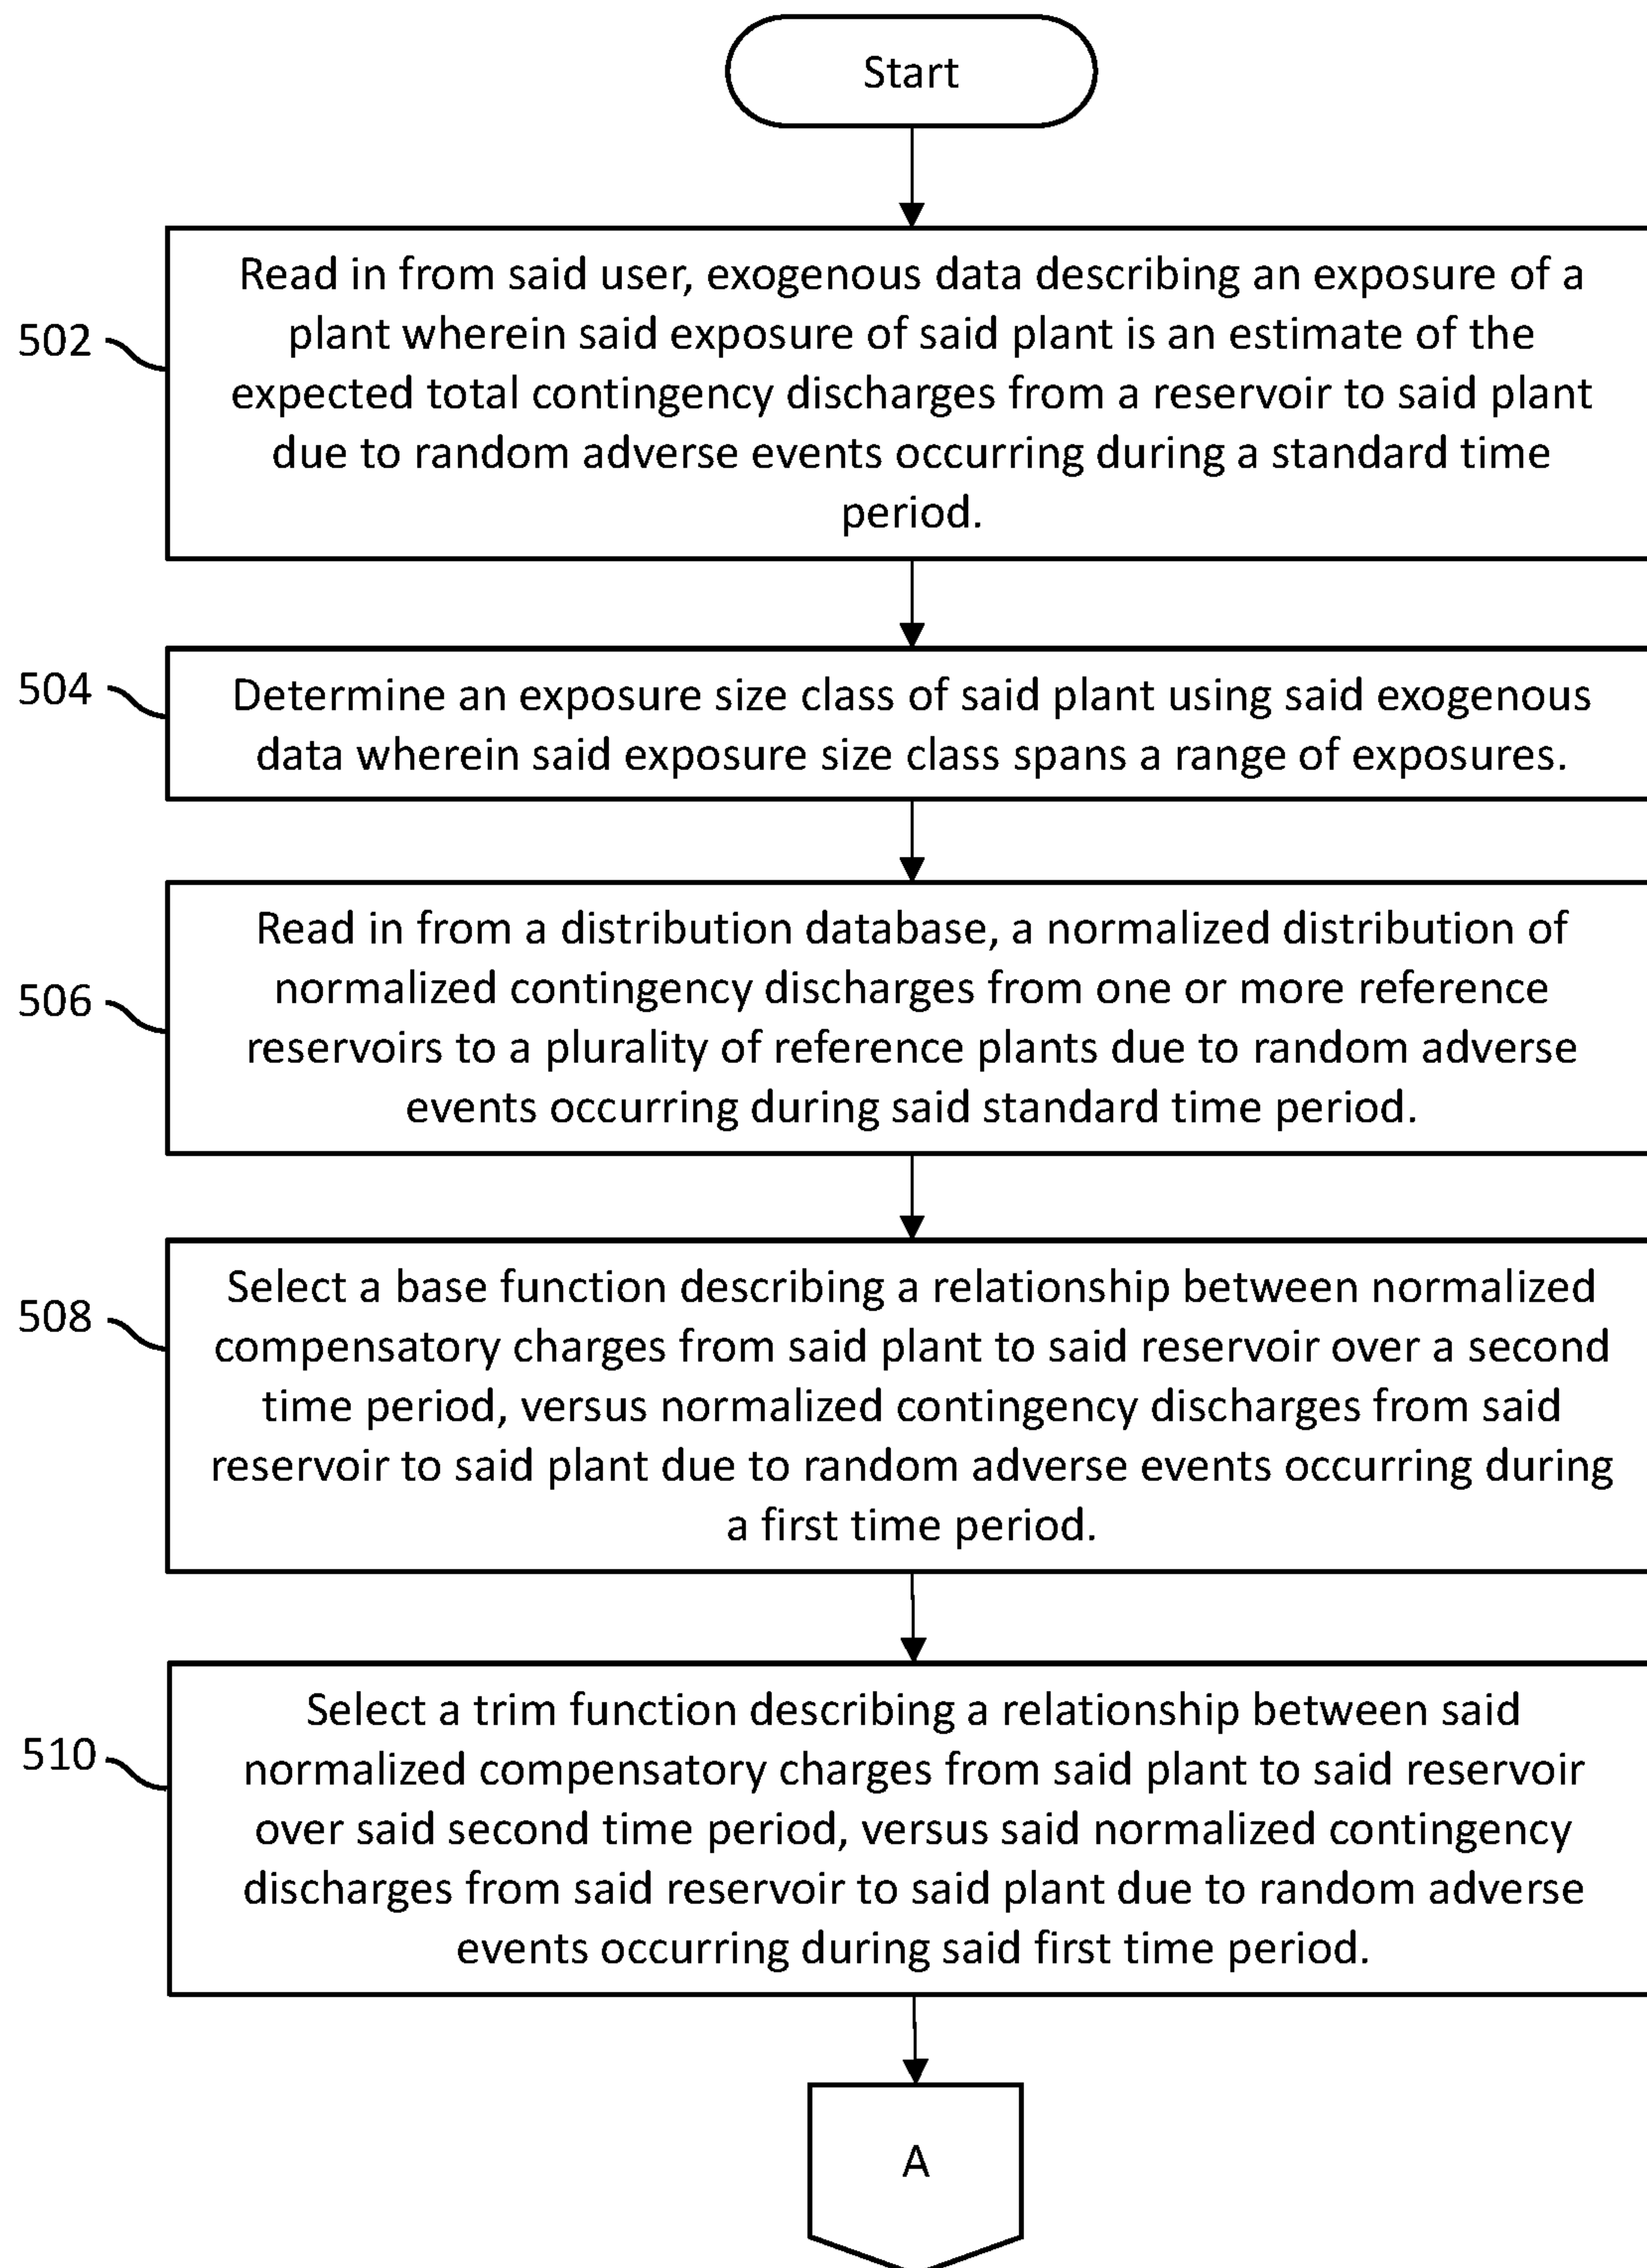 Start
502
Read in from said user, exogenous data describing an exposure of a
plant wherein said exposure of said plant is an estimate of the
expected total contingency discharges from a reservoir to said plant
due to random adverse events occurring during a standard time
period.
504
Determine an exposure size class of said plant using said exogenous
data wherein said exposure size class spans a range of exposures.
506
Read in from a distribution database, a normalized distribution of
normalized contingency discharges from one or more reference
reservoirs to a plurality of reference plants due to random adverse
events occurring during said standard time period.
508
Select a base function describing a relationship between normalized
compensatory charges from said plant to said reservoir over a second
time period, versus normalized contingency discharges from said
reservoir to said plant due to random adverse events occurring during
a first time period.
510
Select a trim function describing a relationship between said
normalized compensatory charges from said plant to said reservoir
over said second time period, versus said normalized contingency
discharges from said reservoir to said plant due to random adverse
events occurring during said first time period.
A